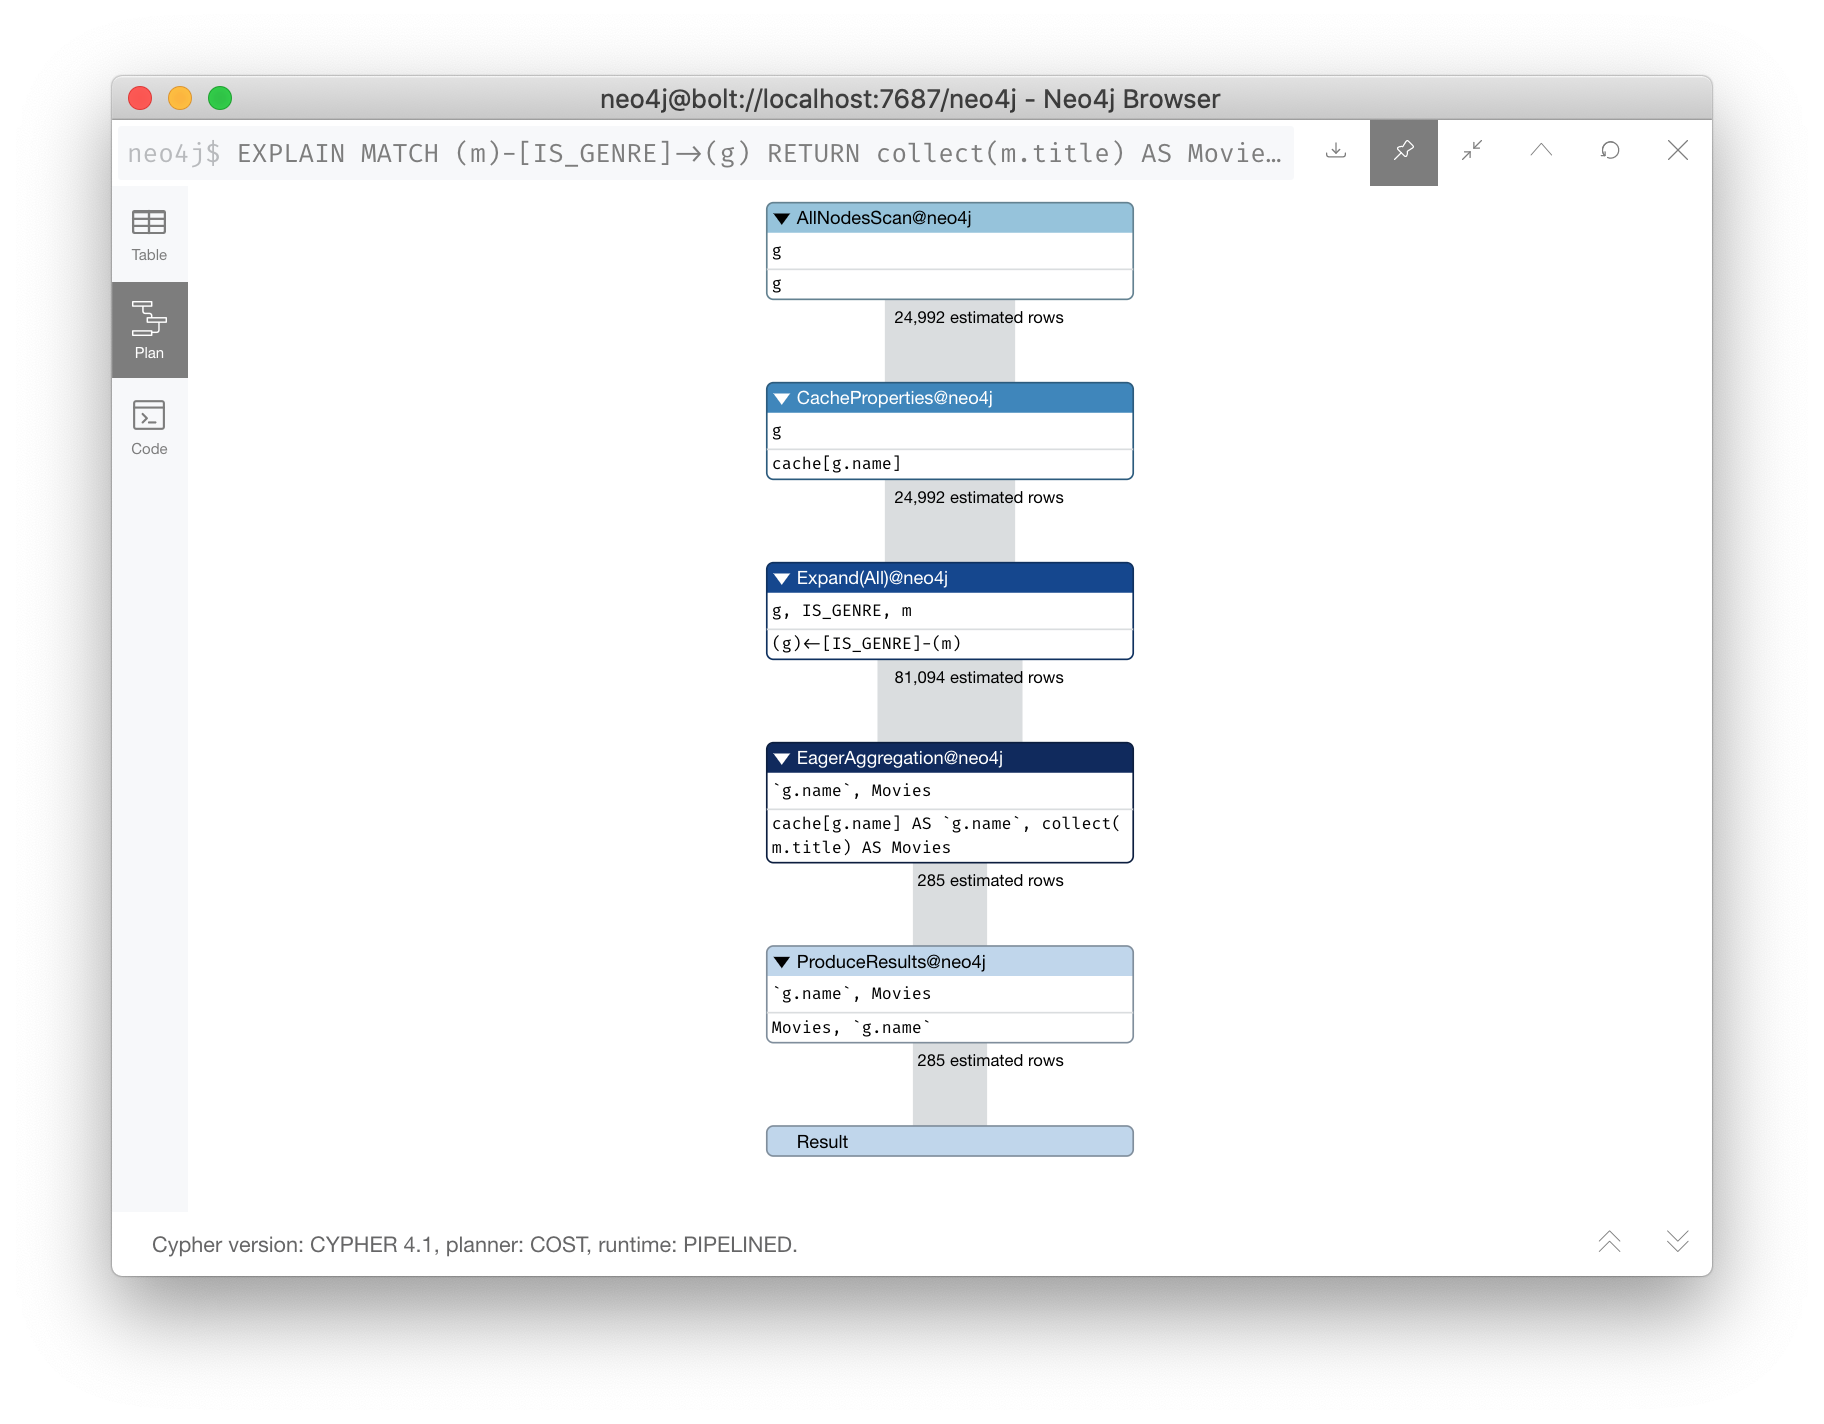 neo4j@bolt://localhost:7687/neo4j - Neo4j Browser
neo4j$ EXPLAIN MATCH (m)-[IS_GENRE]→(g) RETURN collect(m.title) AS Movie…
Table
Plan
Code
AllNodesScan@neo4j
g
g
24,992 estimated rows
CacheProperties@neo4j
g
cache[g.name]
24,992 estimated rows
Expand(All)@neo4j
g, IS_GENRE, m
(g)←[IS_GENRE]-(m)
81,094 estimated rows
EagerAggregation@neo4j
`g.name`, Movies
cache[g.name] AS `g.name`, collect(
m.title) AS Movies
285 estimated rows
ProduceResults@neo4j
`g.name`, Movies
Movies, `g.name`
285 estimated rows
Result
Cypher version: CYPHER 4.1, planner: COST, runtime: PIPELINED.